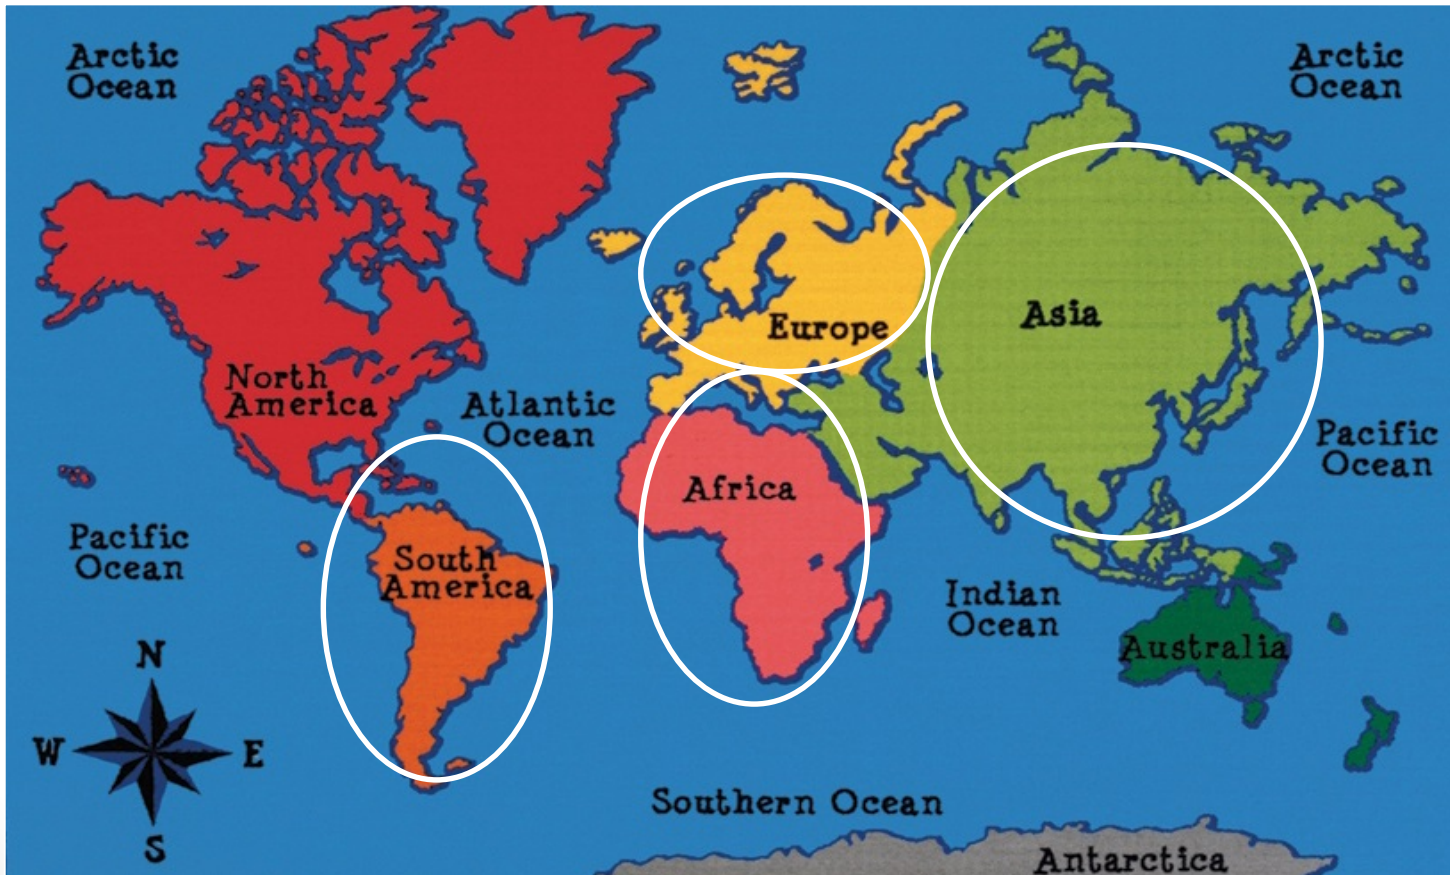 Arctic
Ocean
Arctic
Ocean
Europe
Asia
North
America
Atlantic
Ocean
Pacific
Ocean
Africa
Pacific
Ocean
South
America
Indian
Ocean
Australia
N
W
E
S
Southern Ocean
Antarctica